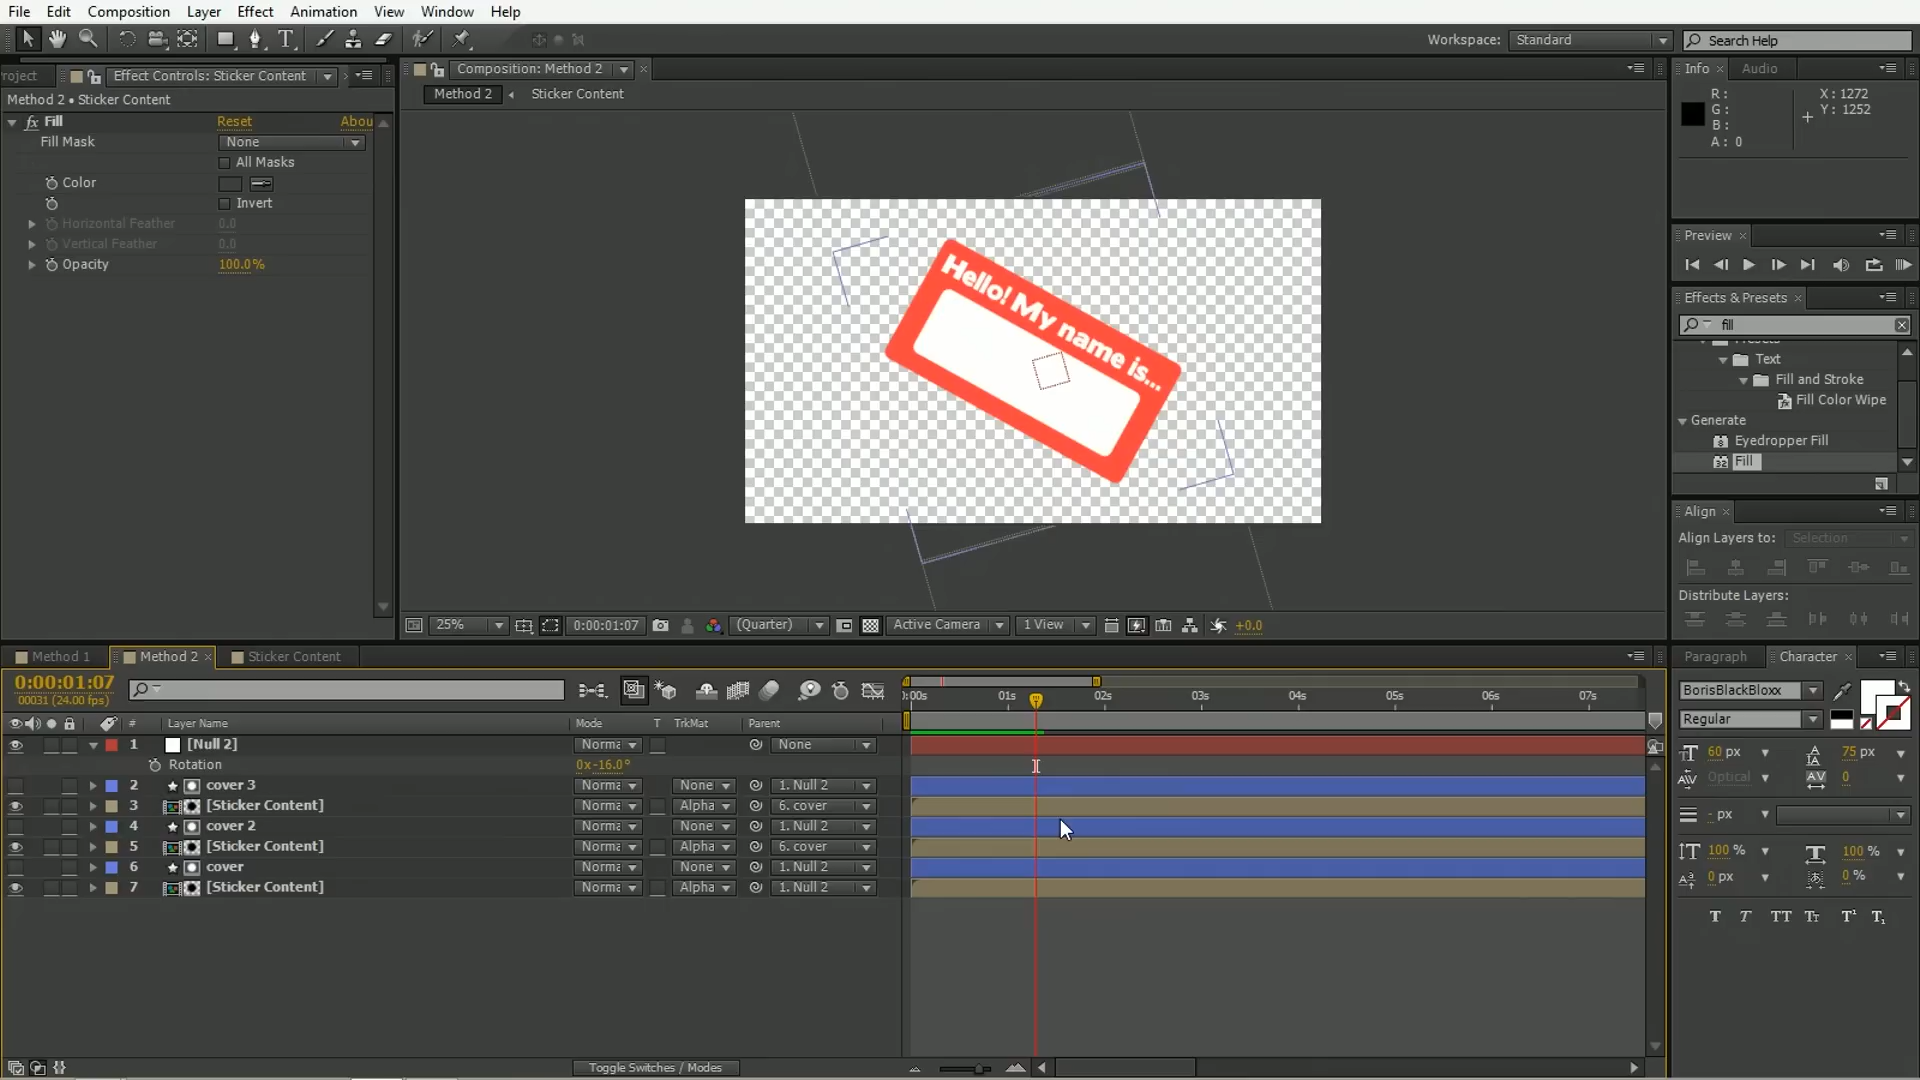 File Edit Composition Layer Effect Animation View Window Help
Workspace: Standard
Search Help
roject
Effect Controls: Sticker Content
Method 2 • Sticker Content
fx Fill Reset Abou
Fill Mask None
All Masks
Color
Invert
Horizontal Feather 0.0
Vertical Feather 0.0
Opacity 100.0%
Composition: Method 2
Method 2 Sticker Content
Hello! My name is...
25% 0:00:01:07 (Quarter) Active Camera 1 View +0.0
Info Audio
R: X: 1272
G: Y: 1252
B:
A: 0
Preview
Effects & Presets
fill
Presets
Text
Fill and Stroke
Fill Color Wipe
Generate
Eyedropper Fill
Fill
Align
Align Layers to: Selection
Distribute Layers:
Method 1 Method 2 Sticker Content
0:00:01:07
00031 (24.00 fps)
0:00s 01s 02s 03s 04s 05s 06s 07s
# Layer Name Mode T TrkMat Parent
1 [Null 2] Norma None
Rotation 0x-16.0°
2 cover 3 Norma None 1. Null 2
3 [Sticker Content] Norma Alpha 6. cover
4 cover 2 Norma None 1. Null 2
5 [Sticker Content] Norma Alpha 6. cover
6 cover Norma None 1. Null 2
7 [Sticker Content] Norma Alpha 1. Null 2
Toggle Switches / Modes
Paragraph Character
BorisBlackBloxx
Regular
60 px 75 px
Optical 0
- px
100 % 100 %
0 px 0 %
T T TT Tt T¹ T₁